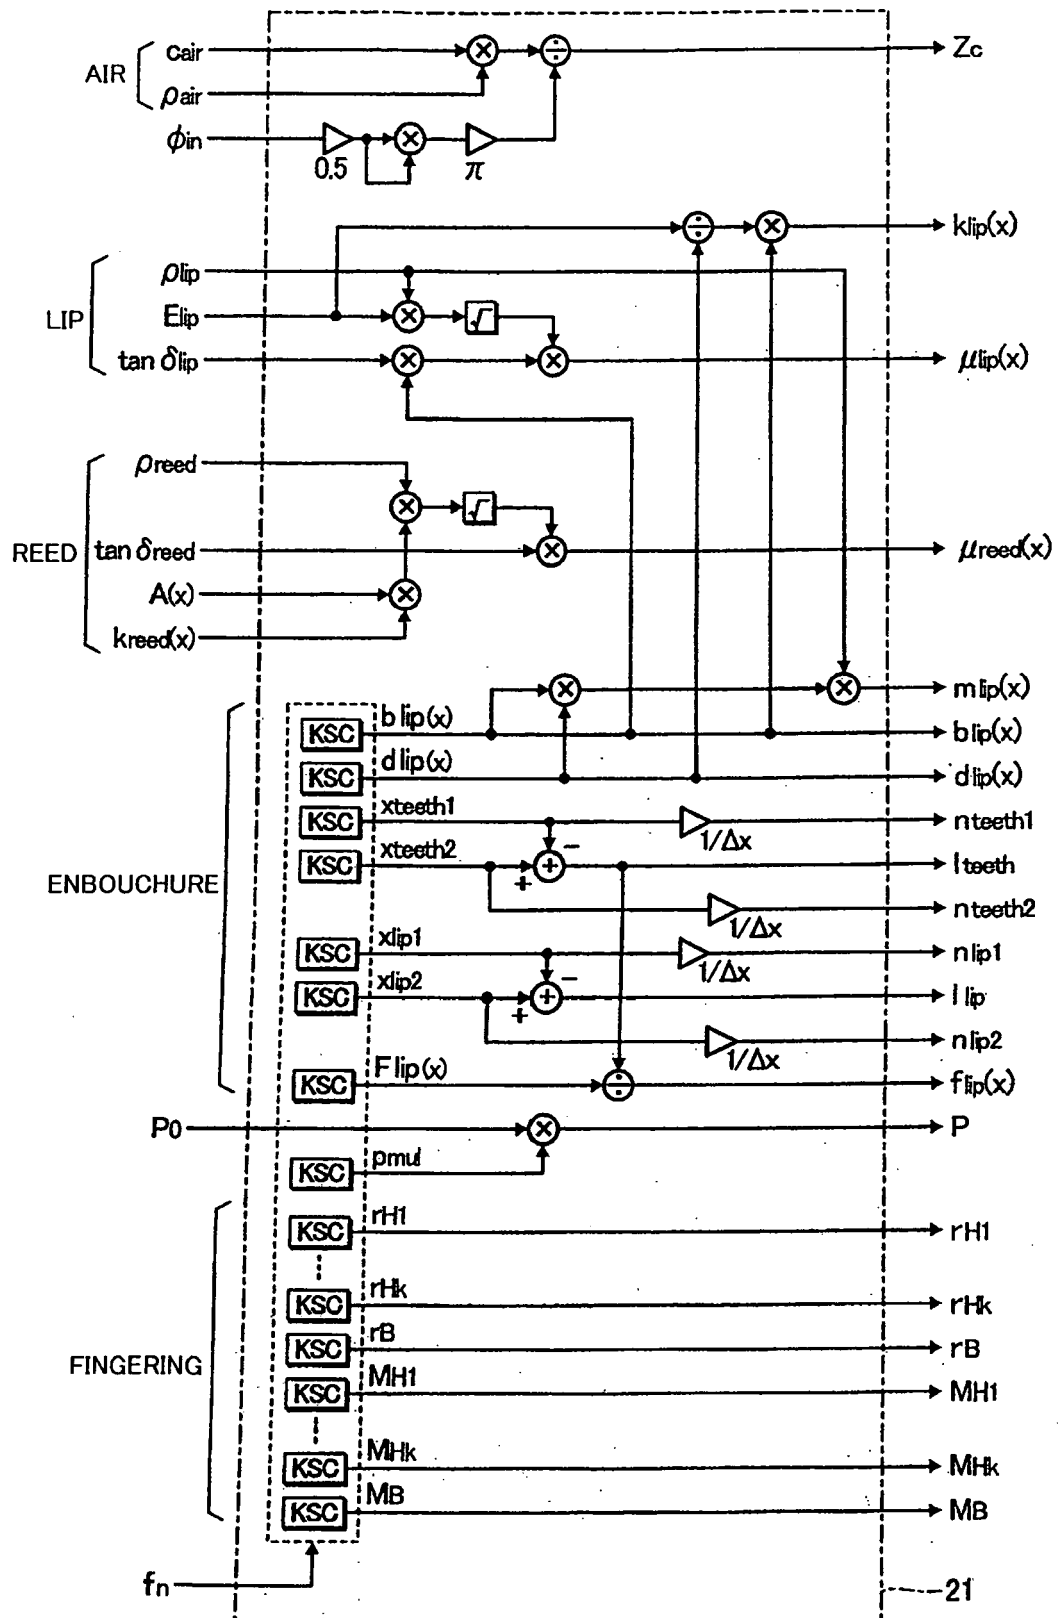 AIR
cair
ρair
ϕin
0.5
π
Zc
LIP
ρlip
Elip
tan δlip
√
klip(x)
μlip(x)
REED
ρreed
tan δreed
A(x)
kreed(x)
√
μreed(x)
ENBOUCHURE
KSC blip(x)
KSC dlip(x)
KSC xteeth1
KSC xteeth2
KSC xlip1
KSC xlip2
KSC Flip(x)
− +
− +
1/Δx
1/Δx
1/Δx
1/Δx
mlip(x)
blip(x)
dlip(x)
nteeth1
lteeth
nteeth2
nlip1
llip
nlip2
flip(x)
P0
KSC pmul
P
FINGERING
KSC rH1
KSC rHk
KSC rB
KSC MH1
KSC MHk
KSC MB
rH1
rHk
rB
MH1
MHk
MB
fn
21